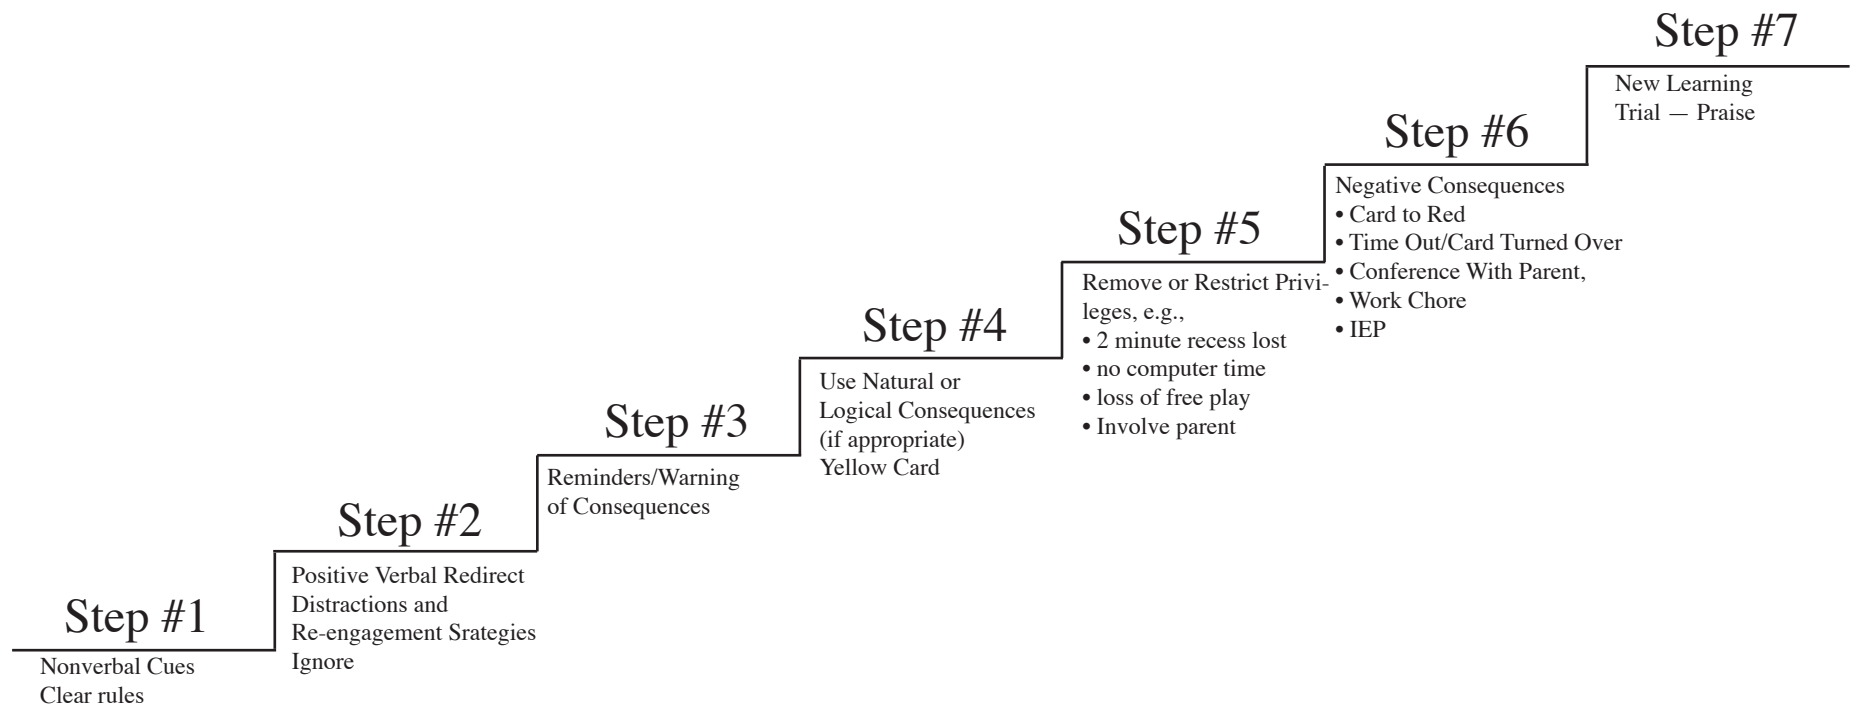 Step #1
Nonverbal Cues
Clear rules
Step #2
Positive Verbal Redirect
Distractions and
Re-engagement Srategies
Ignore
Step #3
Reminders/Warning
of Consequences
Step #4
Use Natural or
Logical Consequences
(if appropriate)
Yellow Card
Step #5
Remove or Restrict Privi-
leges, e.g.,
• 2 minute recess lost
• no computer time
• loss of free play
• Involve parent
Step #6
Negative Consequences
• Card to Red
• Time Out/Card Turned Over
• Conference With Parent,
• Work Chore
• IEP
Step #7
New Learning
Trial — Praise